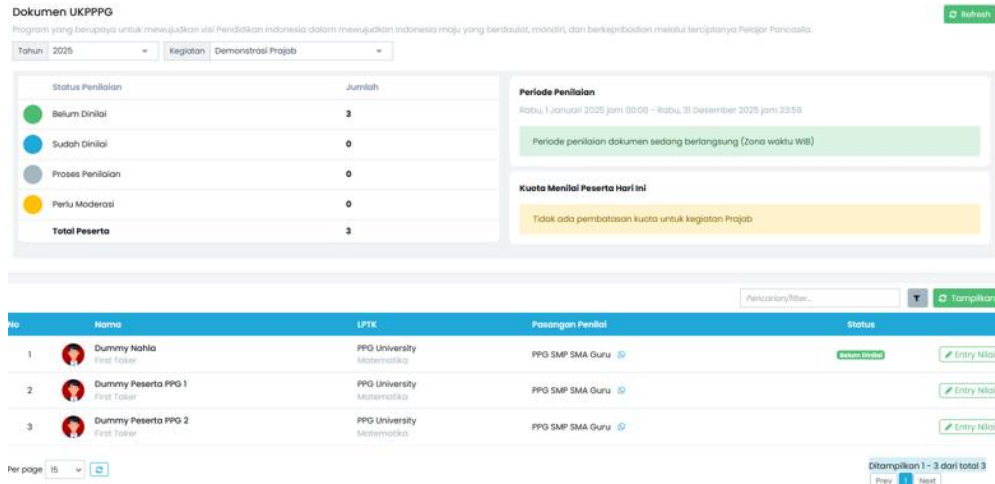 Dokumen UKPPPG
Refresh
Program yang berupaya untuk mewujudkan visi Pendidikan Indonesia dalam mewujudkan Indonesia maju yang berdaulat, mandiri, dan berkepribadian melalui terciptanya Pelajar Pancasila.
Tahun 2025 Kegiatan Demonstrasi Prajab
Status Penilaian Jumlah
Belum Dinilai 3
Sudah Dinilai 0
Proses Penilaian 0
Perlu Moderasi 0
Total Peserta 3
Periode Penilaian
Rabu, 1 Januari 2025 jam 00:00 - Rabu, 31 Desember 2025 jam 23:59
Periode penilaian dokumen sedang berlangsung (Zona waktu WIB)
Kuota Menilai Peserta Hari Ini
Tidak ada pembatasan kuota untuk kegiatan Prajab
Pencarian/filter... Tampilkan
No Nama LPTK Pasangan Penilai Status
1 Dummy Nahla PPG University PPG SMP SMA Guru Belum Dinilai Entry Nilai
First Taker Matematika
2 Dummy Peserta PPG 1 PPG University PPG SMP SMA Guru Entry Nilai
First Taker Matematika
3 Dummy Peserta PPG 2 PPG University PPG SMP SMA Guru Entry Nilai
First Taker Matematika
Per page 15
Ditampilkan 1 - 3 dari total 3
Prev 1 Next